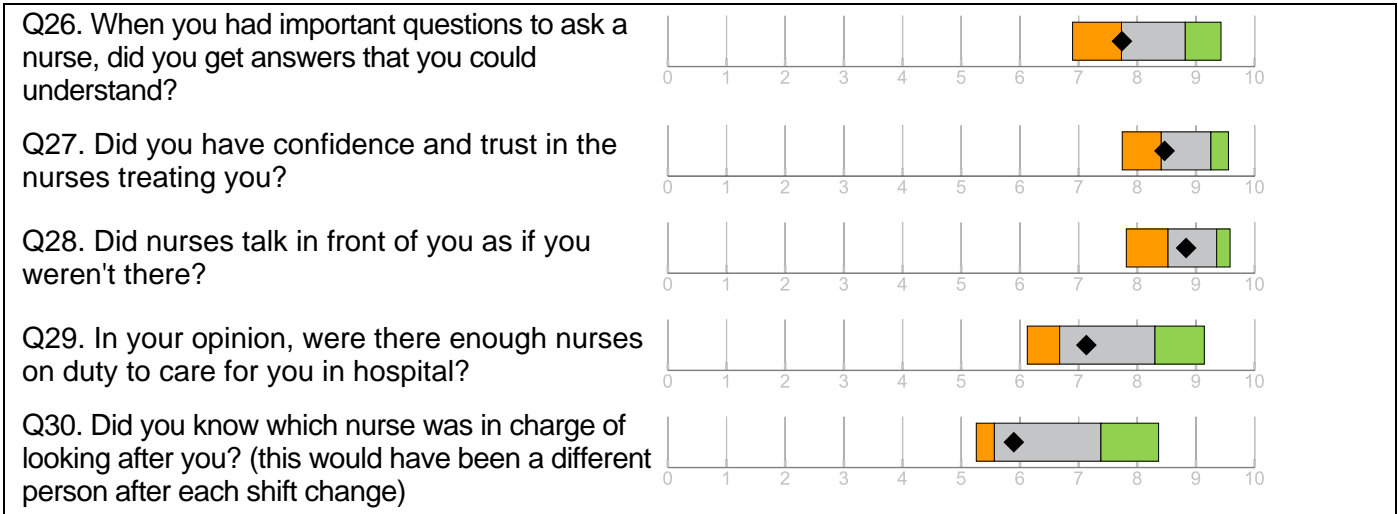 Q26. When you had important questions to ask a
nurse, did you get answers that you could
understand?
0 1 2 3 4 5 6 7 8 9 10
Q27. Did you have confidence and trust in the
nurses treating you?
0 1 2 3 4 5 6 7 8 9 10
Q28. Did nurses talk in front of you as if you
weren't there?
0 1 2 3 4 5 6 7 8 9 10
Q29. In your opinion, were there enough nurses
on duty to care for you in hospital?
0 1 2 3 4 5 6 7 8 9 10
Q30. Did you know which nurse was in charge of
looking after you? (this would have been a different
person after each shift change)
0 1 2 3 4 5 6 7 8 9 10